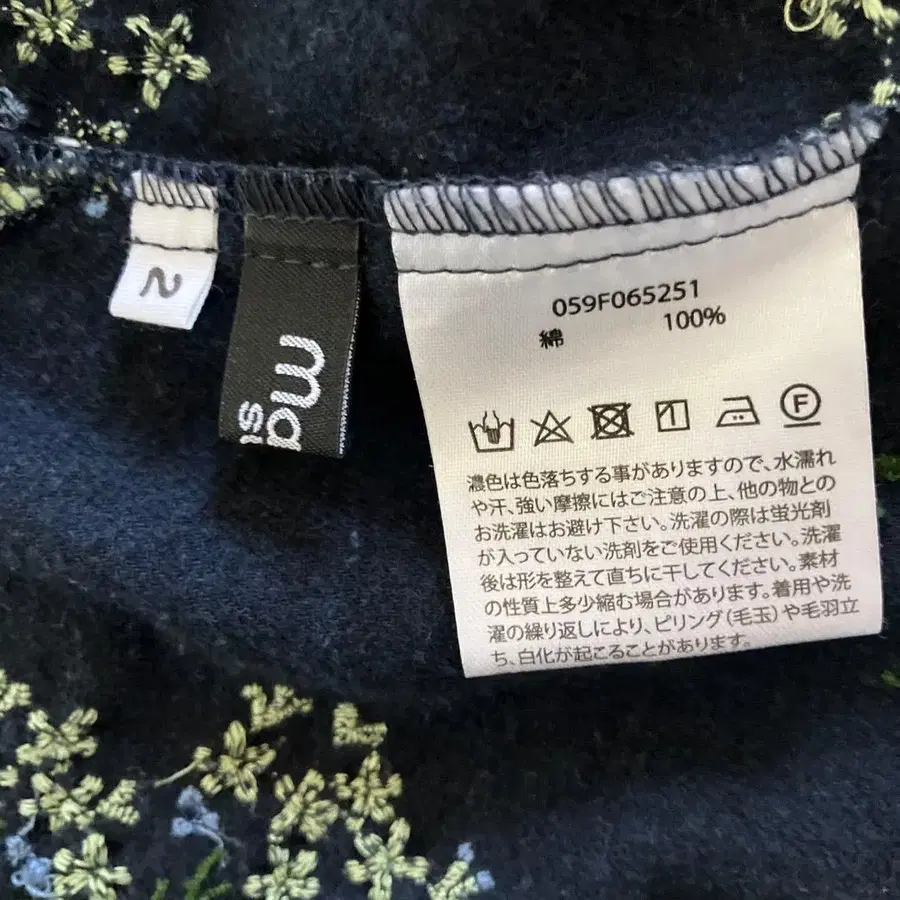 2
ma
su
059F065251
綿 100%
F
濃色は色落ちする事がありますので、水濡れ
や汗、強い摩擦にはご注意の上、他の物との
お洗濯はお避け下さい。洗濯の際は蛍光剤
が入っていない洗剤をご使用ください。洗濯
後は形を整えて直ちに干してください。素材
の性質上多少縮む場合があります。着用や洗
濯の繰り返しにより、ピリング(毛玉)や毛羽立
ち、白化が起こることがあります。